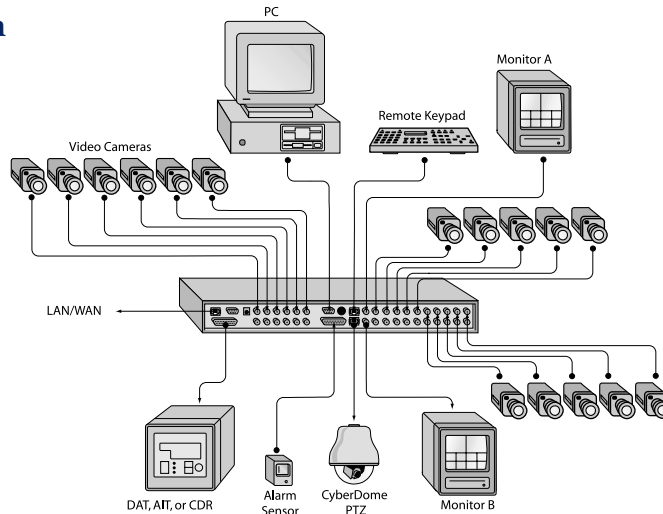 PC
Monitor A
Remote Keypad
Video Cameras
LAN/WAN
DAT, AIT, or CDR
Alarm
Sensor
CyberDome
PTZ
Monitor B